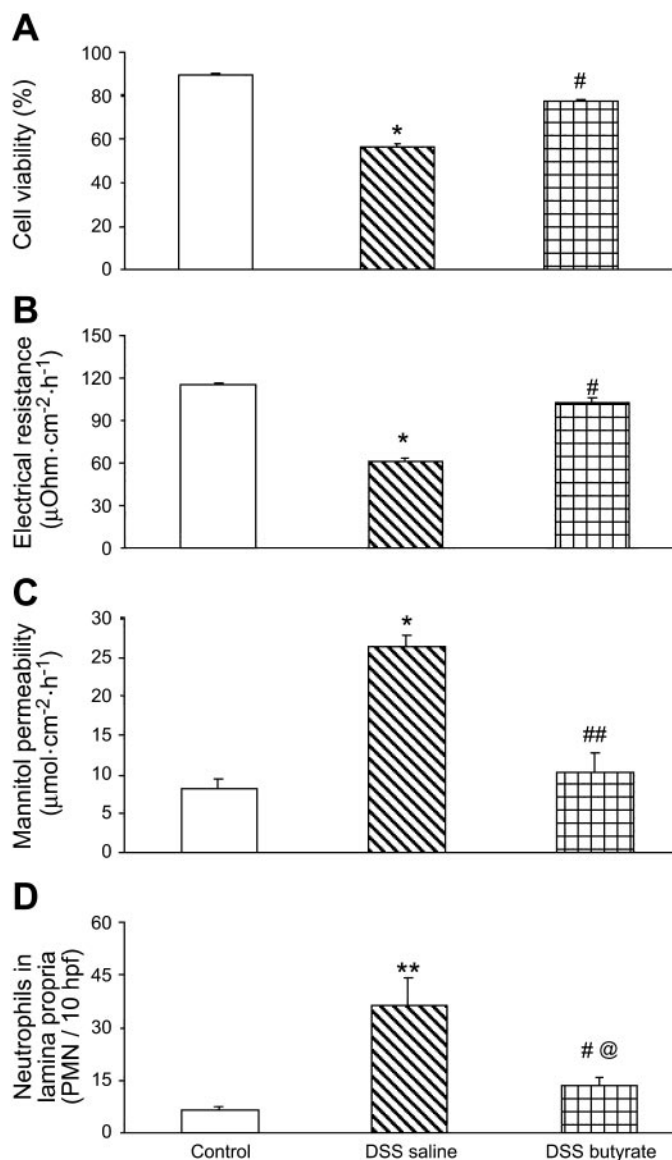 A
Cell viability (%)
100
80
60
40
20
0
*
#
B
Electrical resistance
(μOhm·cm⁻²·h⁻¹)
150
120
90
60
30
0
*
#
C
Mannitol permeability
(μmol·cm⁻²·h⁻¹)
30
25
20
15
10
5
0
*
##
D
Neutrophils in
lamina propria
(PMN / 10 hpf)
60
45
30
15
0
**
# @
Control DSS saline DSS butyrate